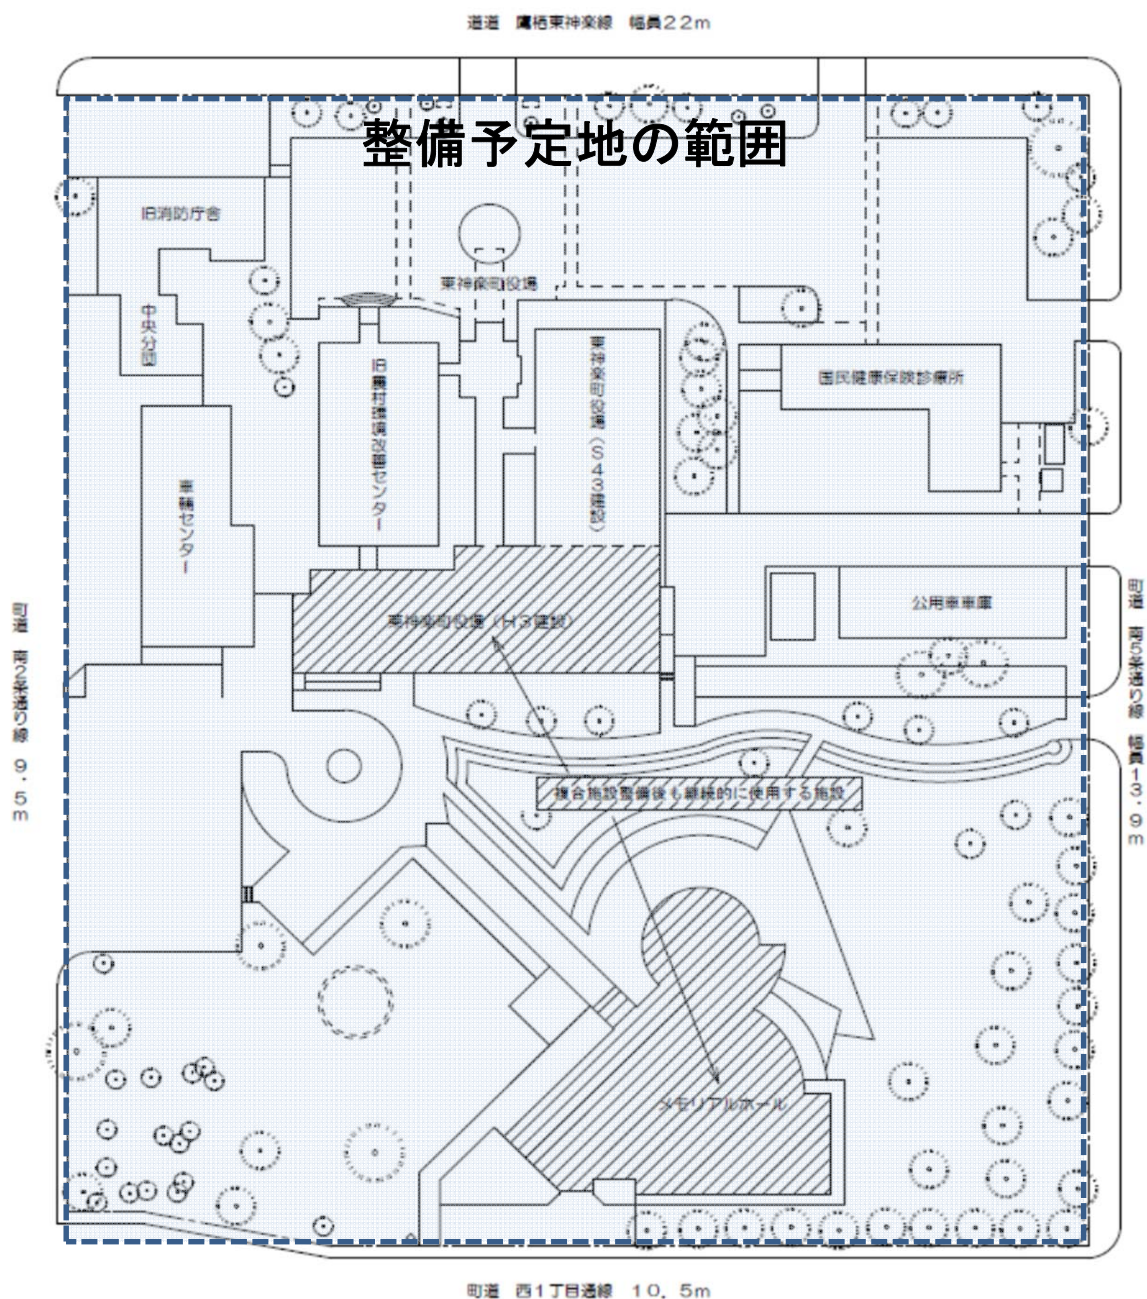 道道　鷹栖東神楽線　幅員22m
整備予定地の範囲
旧消防庁舎
東神楽町役場
中央分団
旧農村環境改善センター
東神楽町役場（S43建設）
国民健康保険診療所
車輛センター
公用車車庫
東神楽町役場（H3建設）
町道　南2条通り線　9.5m
町道　南5条通り線　幅員13.9m
複合施設整備後も継続的に使用する施設
メモリアルホール
町道　西1丁目通線　10.5m